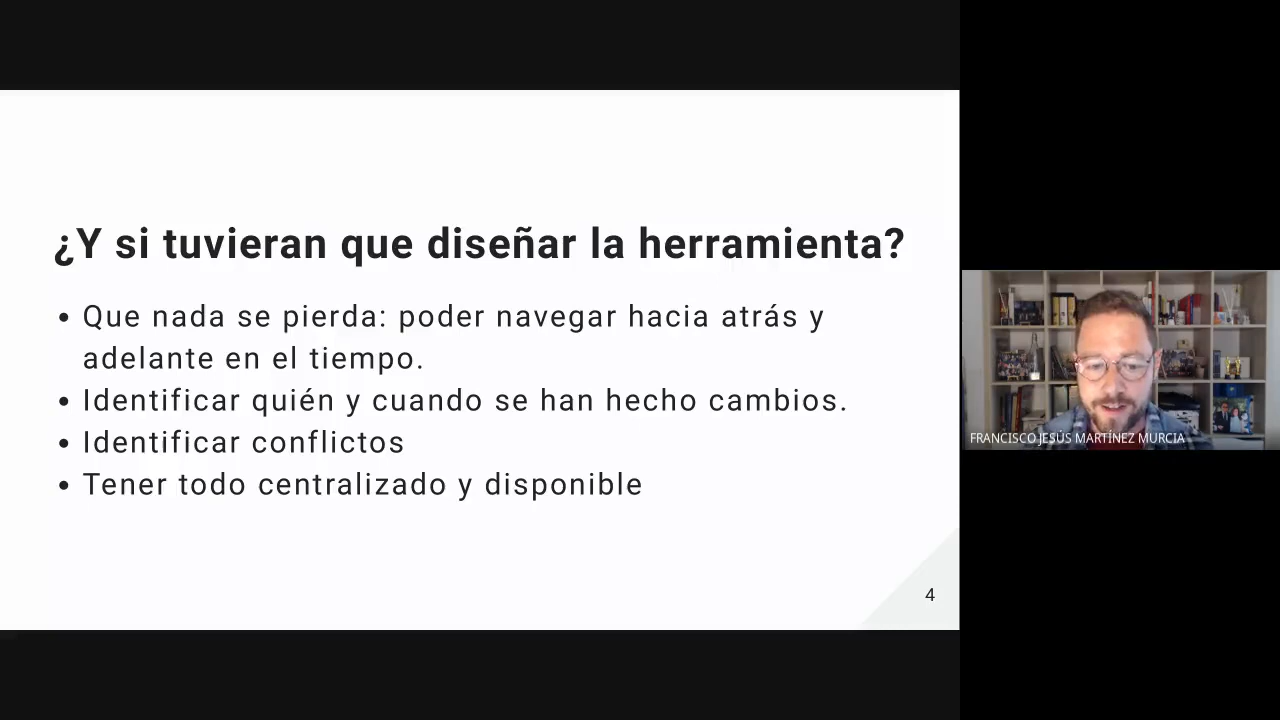 ¿Y si tuvieran que diseñar la herramienta?
• Que nada se pierda: poder navegar hacia atrás y
adelante en el tiempo.
• Identificar quién y cuando se han hecho cambios.
• Identificar conflictos
• Tener todo centralizado y disponible
4
FRANCISCO JESÚS MARTÍNEZ MURCIA